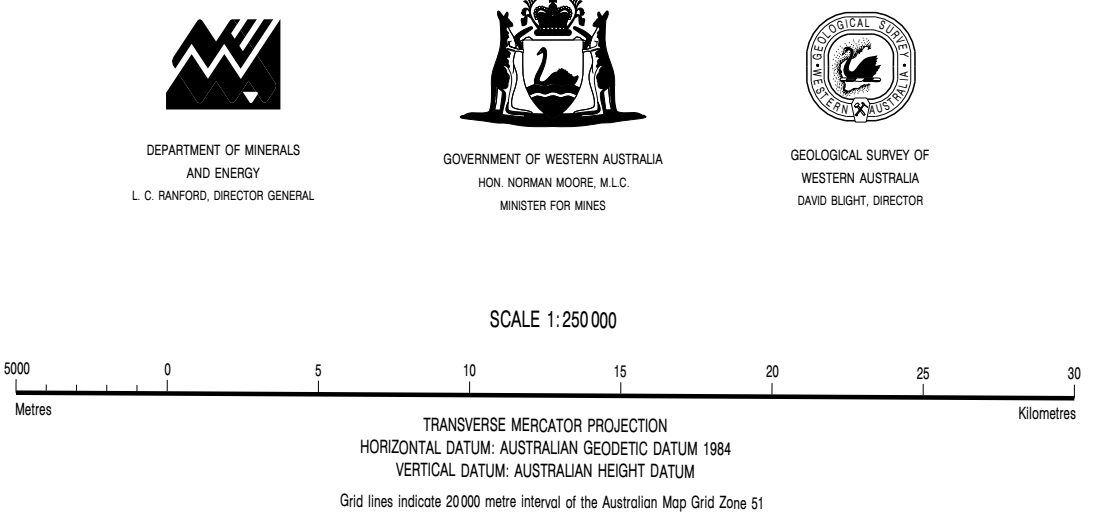 GEOLOGICAL SURVEY
WESTERN AUSTRALIA
DEPARTMENT OF MINERALS
AND ENERGY
L. C. RANFORD, DIRECTOR GENERAL
GOVERNMENT OF WESTERN AUSTRALIA
HON. NORMAN MOORE, M.L.C.
MINISTER FOR MINES
GEOLOGICAL SURVEY OF
WESTERN AUSTRALIA
DAVID BLIGHT, DIRECTOR
SCALE 1:250 000
5000 0 5 10 15 20 25 30
Metres Kilometres
TRANSVERSE MERCATOR PROJECTION
HORIZONTAL DATUM: AUSTRALIAN GEODETIC DATUM 1984
VERTICAL DATUM: AUSTRALIAN HEIGHT DATUM
Grid lines indicate 20 000 metre interval of the Australian Map Grid Zone 51